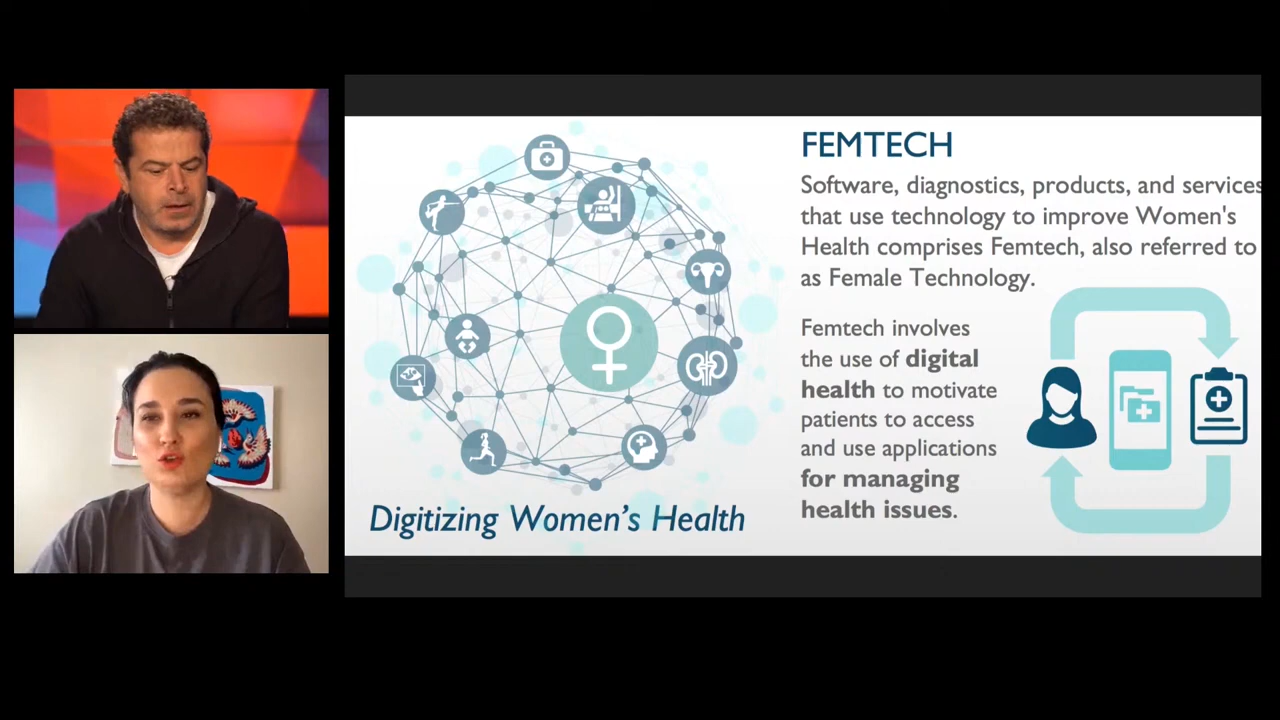 FEMTECH
Software, diagnostics, products, and services
that use technology to improve Women's
Health comprises Femtech, also referred to
as Female Technology.
Femtech involves
the use of digital
health to motivate
patients to access
and use applications
for managing
health issues.
Digitizing Women's Health